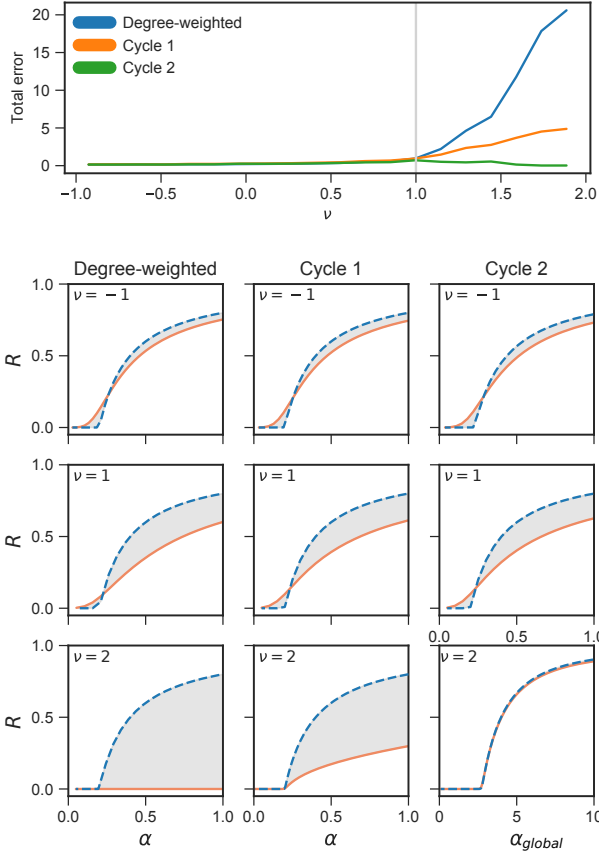 20
15
10
5
0
Total error
Degree-weighted
Cycle 1
Cycle 2
−1.0 −0.5 0.0 0.5 1.0 1.5 2.0
ν
Degree-weighted Cycle 1 Cycle 2
1.0
0.5
0.0
R
ν = −1 ν = −1 ν = −1
1.0
0.5
0.0
R
ν = 1 ν = 1 ν = 1
0.0 0.5 1.0
1.0
0.5
0.0
R
ν = 2 ν = 2 ν = 2
0.0 0.5 1.0 0.0 0.5 1.0 0 5 10
α α α_global